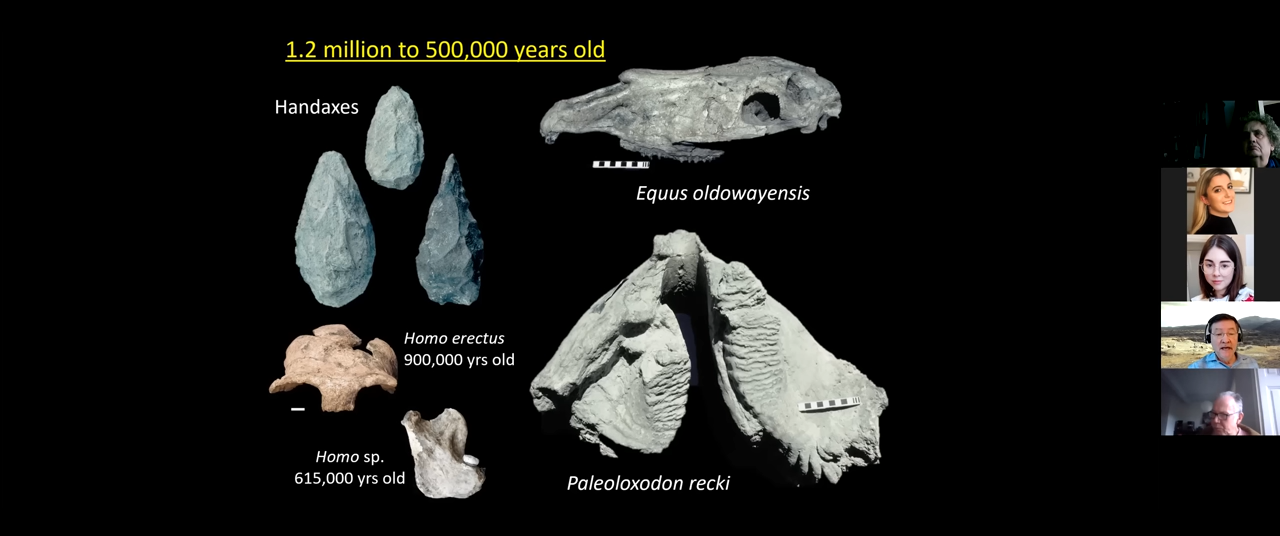 1.2 million to 500,000 years old
Handaxes
Equus oldowayensis
Homo erectus
900,000 yrs old
Homo sp.
615,000 yrs old
Paleoloxodon recki